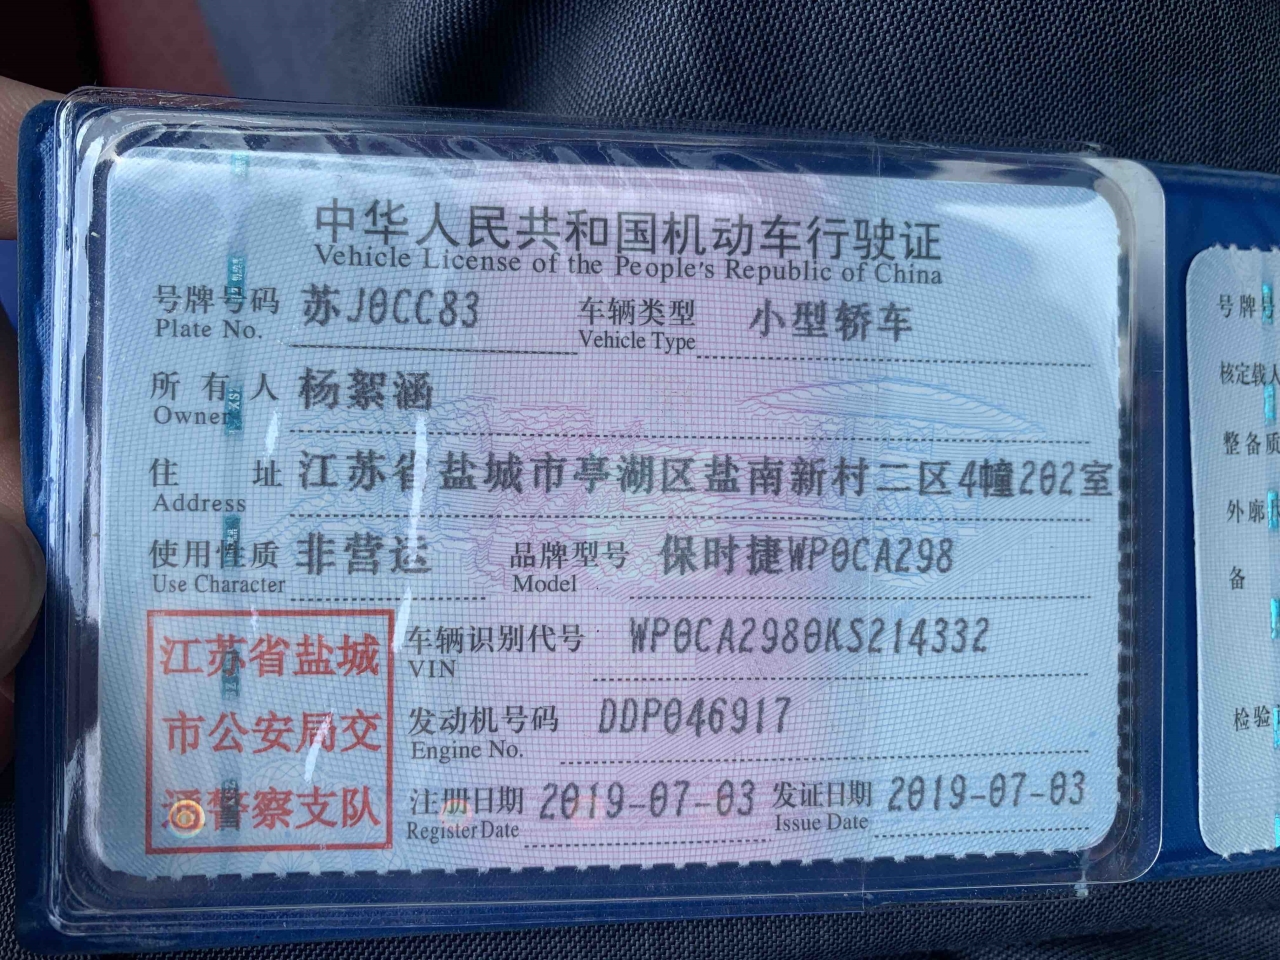 中华人民共和国机动车行驶证
Vehicle License of the People's Republic of China
号牌号码 苏J0CC83 车辆类型 小型轿车
Plate No. Vehicle Type
所有人 杨絮涵
Owner
住址 江苏省盐城市亭湖区盐南新村二区4幢202室
Address
使用性质 非营运 品牌型号 保时捷WP0CA298
Use Character Model
江苏省盐城
市公安局交
通警察支队
车辆识别代号 WP0CA2980KS214332
VIN
发动机号码 DDP046917
Engine No.
注册日期 2019-07-03 发证日期 2019-07-03
Register Date Issue Date
号牌号
核定载人
整备质
外廓
备
检验